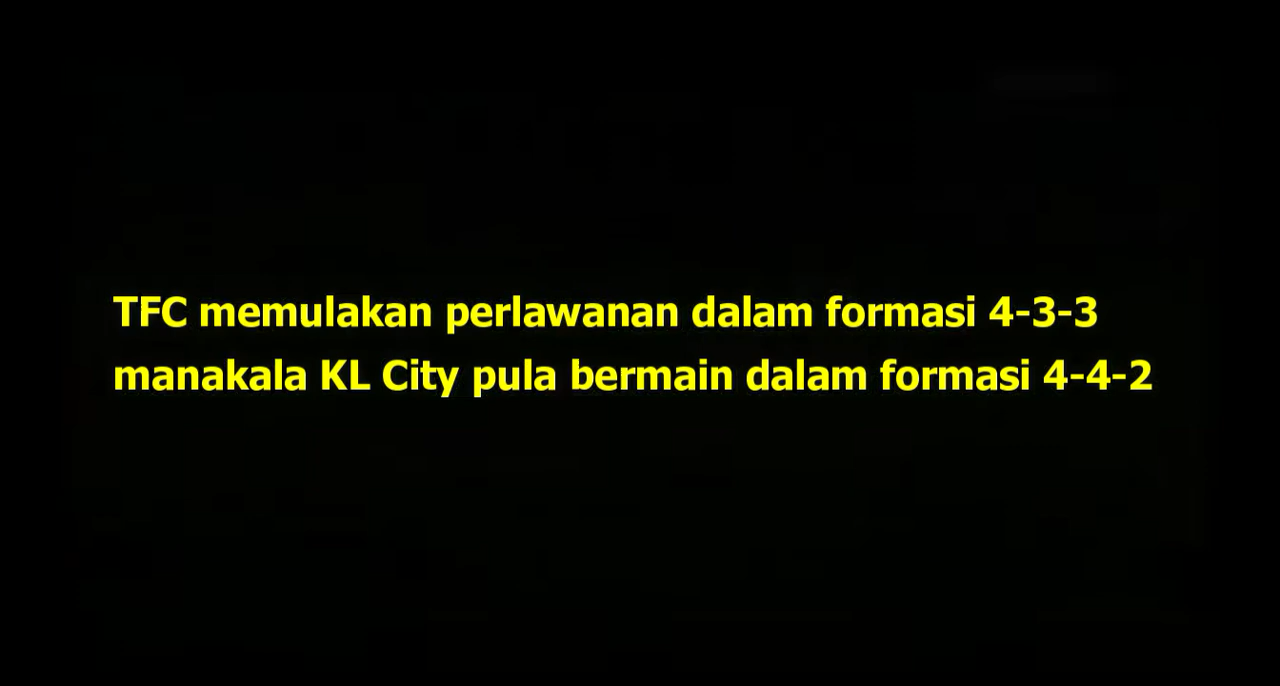 TFC memulakan perlawanan dalam formasi 4-3-3
manakala KL City pula bermain dalam formasi 4-4-2